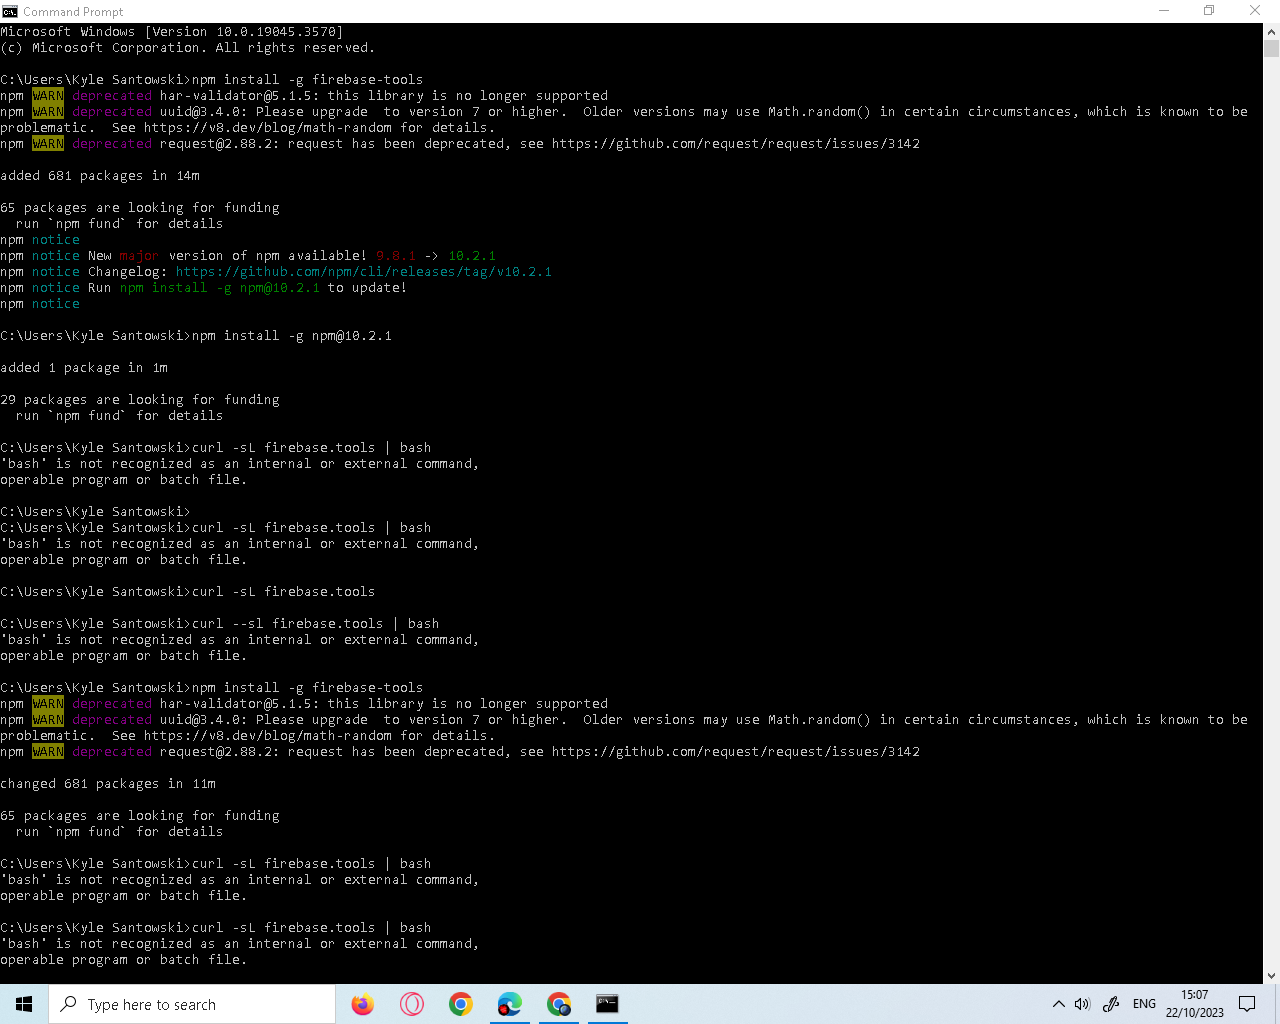 Command Prompt
Microsoft Windows [Version 10.0.19045.3570]
(c) Microsoft Corporation. All rights reserved.
C:\Users\Kyle Santowski>npm install -g firebase-tools
npm WARN deprecated har-validator@5.1.5: this library is no longer supported
npm WARN deprecated uuid@3.4.0: Please upgrade  to version 7 or higher.  Older versions may use Math.random() in certain circumstances, which is known to be
problematic.  See https://v8.dev/blog/math-random for details.
npm WARN deprecated request@2.88.2: request has been deprecated, see https://github.com/request/request/issues/3142
added 681 packages in 14m
65 packages are looking for funding
  run `npm fund` for details
npm notice
npm notice New major version of npm available! 9.8.1 -> 10.2.1
npm notice Changelog: https://github.com/npm/cli/releases/tag/v10.2.1
npm notice Run npm install -g npm@10.2.1 to update!
npm notice
C:\Users\Kyle Santowski>npm install -g npm@10.2.1
added 1 package in 1m
29 packages are looking for funding
  run `npm fund` for details
C:\Users\Kyle Santowski>curl -sL firebase.tools | bash
'bash' is not recognized as an internal or external command,
operable program or batch file.
C:\Users\Kyle Santowski>
C:\Users\Kyle Santowski>curl -sL firebase.tools | bash
'bash' is not recognized as an internal or external command,
operable program or batch file.
C:\Users\Kyle Santowski>curl -sL firebase.tools
C:\Users\Kyle Santowski>curl --sl firebase.tools | bash
'bash' is not recognized as an internal or external command,
operable program or batch file.
C:\Users\Kyle Santowski>npm install -g firebase-tools
npm WARN deprecated har-validator@5.1.5: this library is no longer supported
npm WARN deprecated uuid@3.4.0: Please upgrade  to version 7 or higher.  Older versions may use Math.random() in certain circumstances, which is known to be
problematic.  See https://v8.dev/blog/math-random for details.
npm WARN deprecated request@2.88.2: request has been deprecated, see https://github.com/request/request/issues/3142
changed 681 packages in 11m
65 packages are looking for funding
  run `npm fund` for details
C:\Users\Kyle Santowski>curl -sL firebase.tools | bash
'bash' is not recognized as an internal or external command,
operable program or batch file.
C:\Users\Kyle Santowski>curl -sL firebase.tools | bash
'bash' is not recognized as an internal or external command,
operable program or batch file.
Type here to search
ENG
15:07
22/10/2023